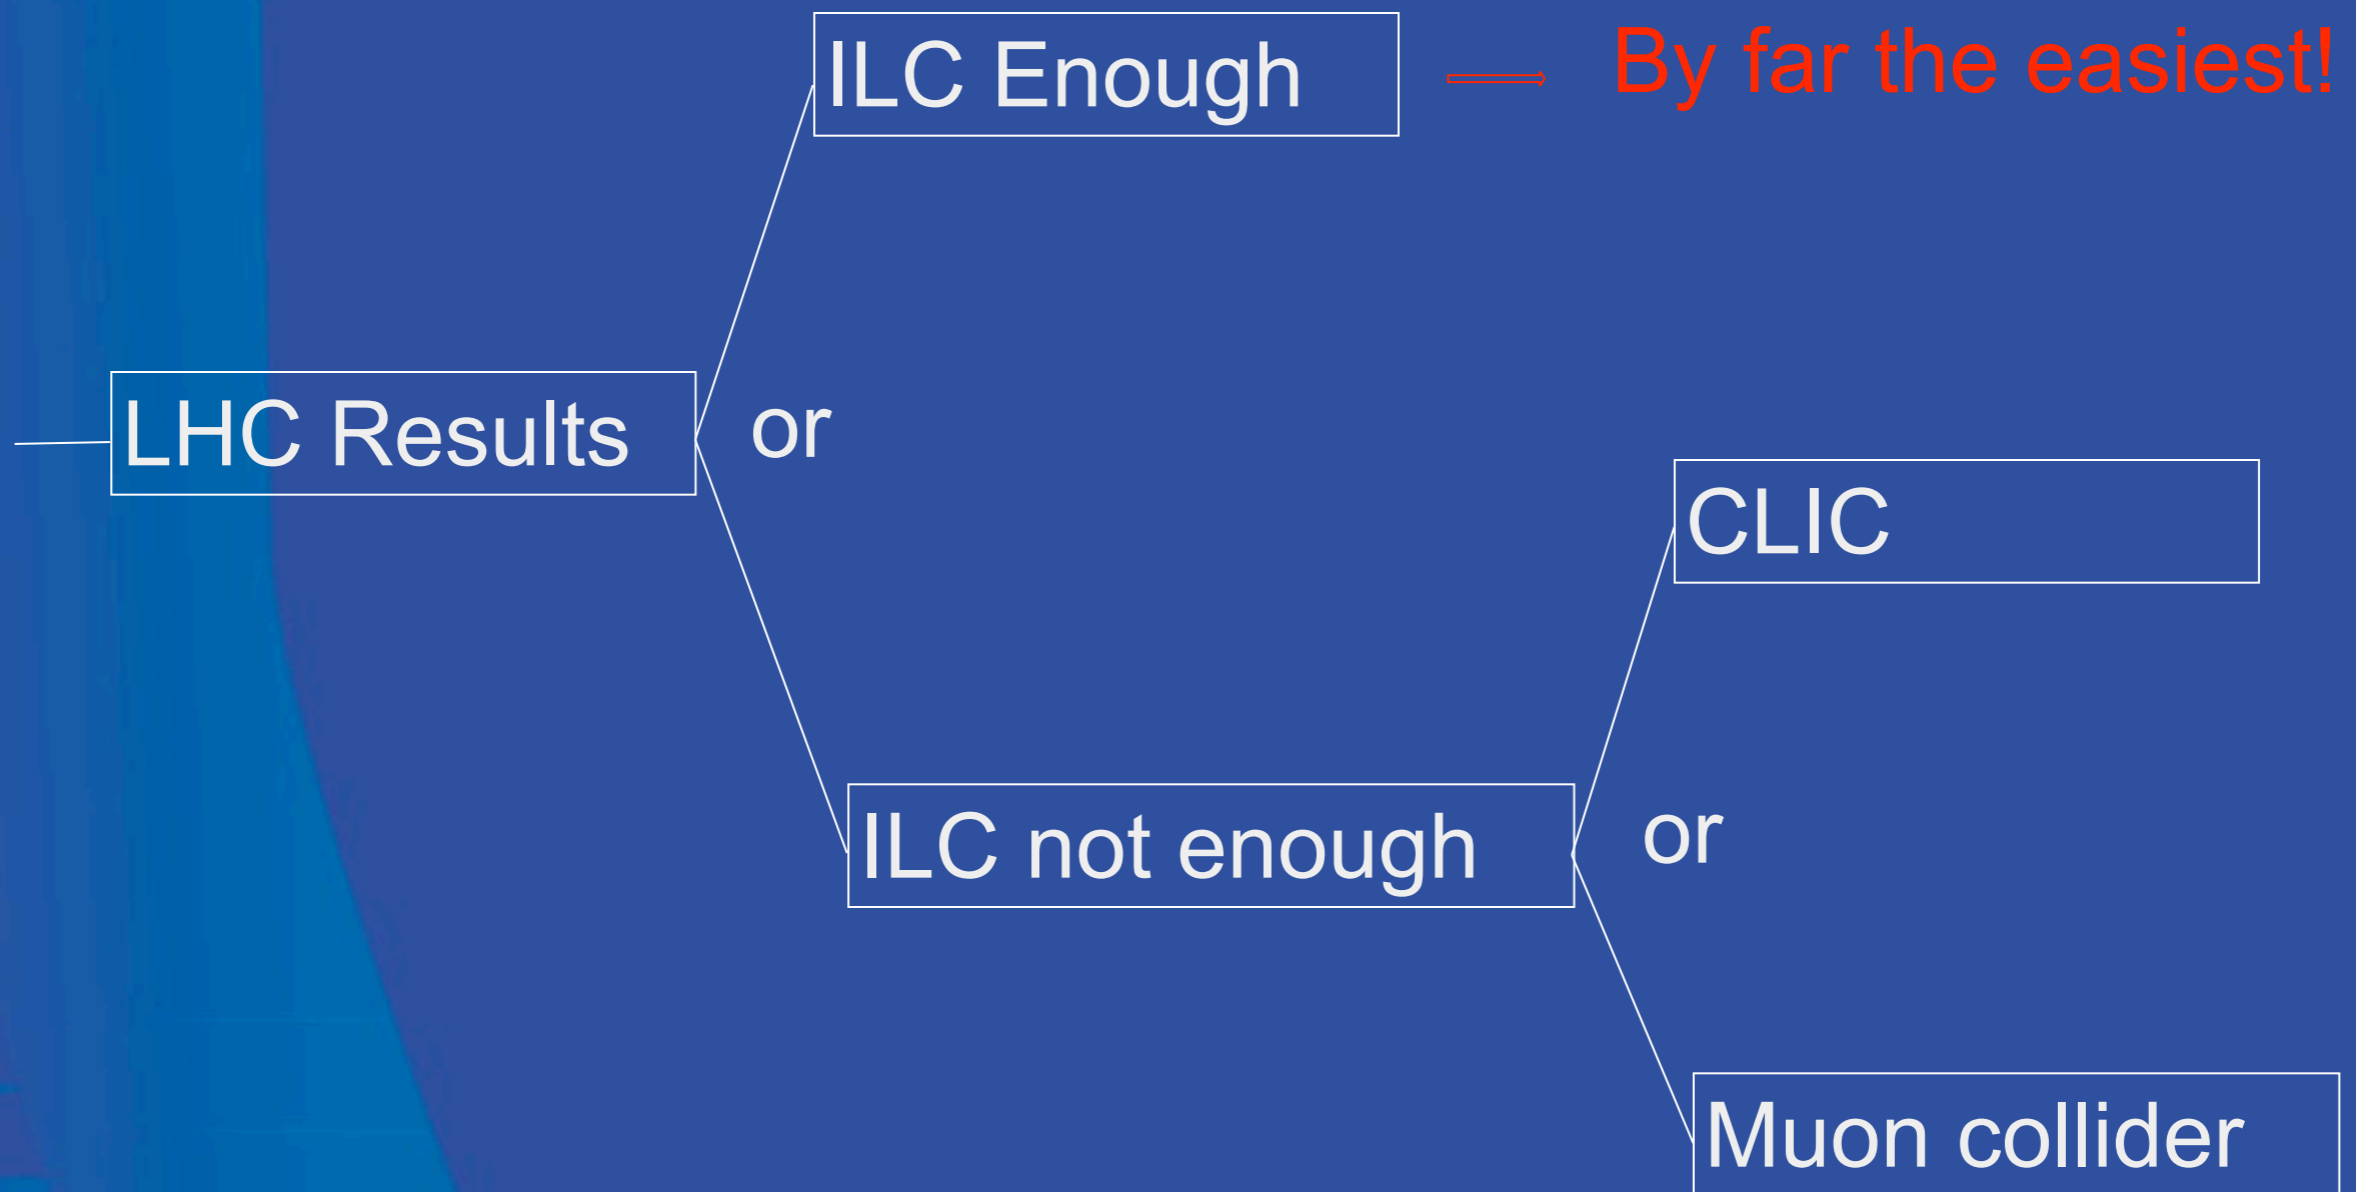 ILC Enough
By far the easiest!
LHC Results
or
CLIC
ILC not enough
or
Muon collider